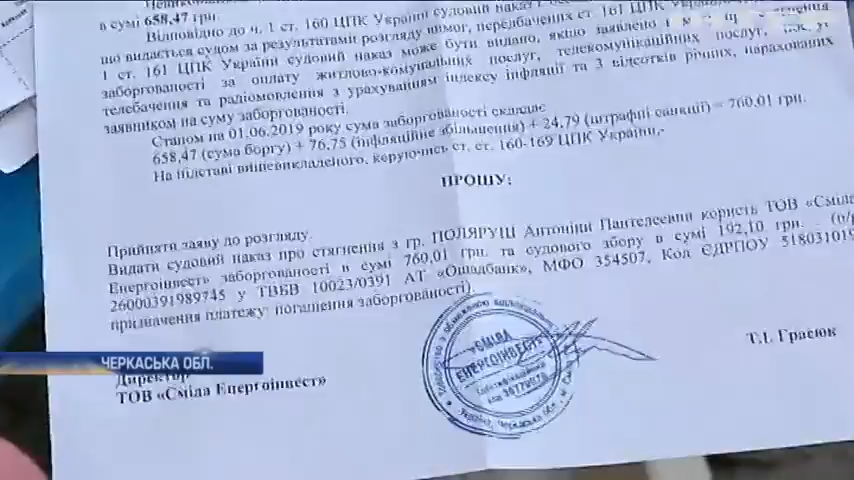 в сумі 658,47 грн.
Відповідно до ч. 1 ст. 160 ЦПК України судовий наказ
що видається судом за результатами розгляду вимог, передбачених ст. 161 ЦПК України
1 ст. 161 ЦПК України судовий наказ може бути видано, якщо заявлено
заборгованості за оплату житлово-комунальних послуг, телекомунікаційних послуг,
телебачення та радіомовлення з урахуванням індексу інфляції та 3 відсотків річних, нарахованих
заявником на суму заборгованості.
Станом на 01.06.2019 року сума заборгованості складає
658,47 (сума боргу) + 76,75 (інфляційне збільшення) + 24,79 (штрафні санкції) = 760,01 грн.
На підставі вищевикладеного, керуючись ст. ст. 160-169 ЦПК України,-
ПРОШУ:
Прийняти заяву до розгляду.
Видати судовий наказ про стягнення з гр. ПОЛЯРУШ Антоніни Пантелеевни користь ТОВ «Сміла
Енергоінвест» заборгованості в сумі 760,01 грн. та судового збору в сумі 192,10 грн. (п/р
26000391989745 у ТВБВ 10023/0391 АТ «Ощадбанк», МФО 354507, Код ЄДРПОУ
призначення платежу: погашення заборгованості)
Директор
ТОВ «Сміла Енергоінвест»
Т.І. Грасюк
СМІЛА
ЕНЕРГОІНВЕСТ
Ідентифікаційний
ЧЕРКАСЬКА ОБЛ.